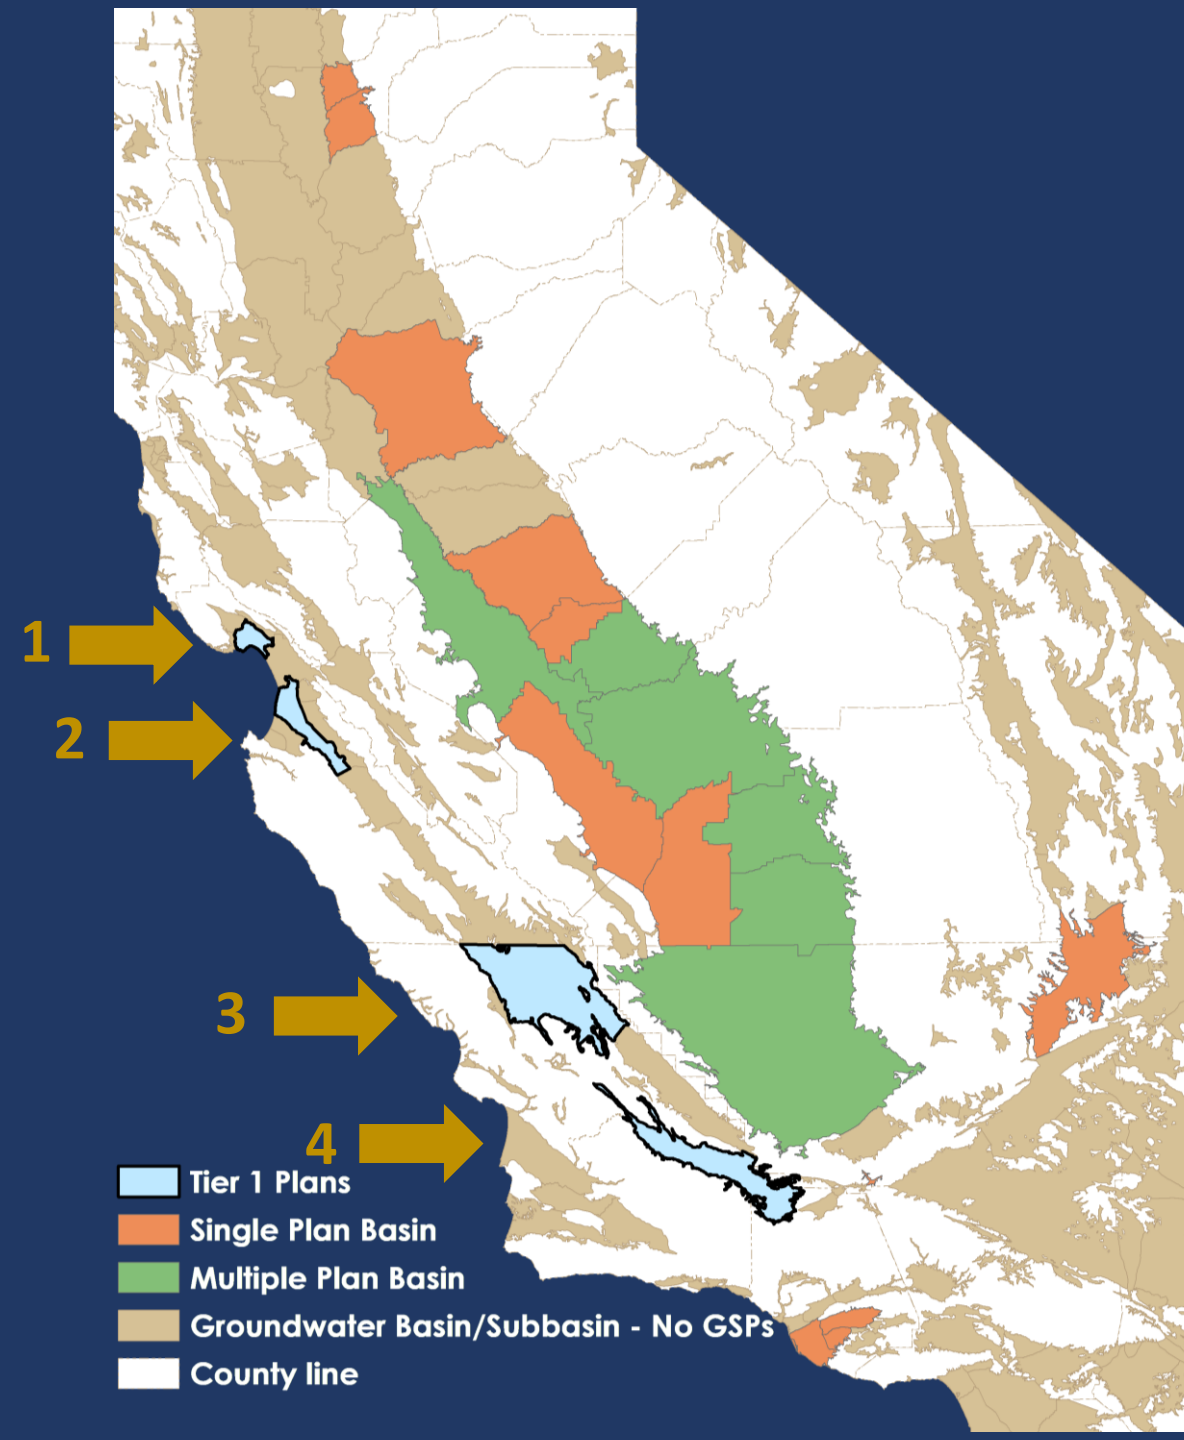 1
2
3
4
Tier 1 Plans
Single Plan Basin
Multiple Plan Basin
Groundwater Basin/Subbasin - No GSPs
County line